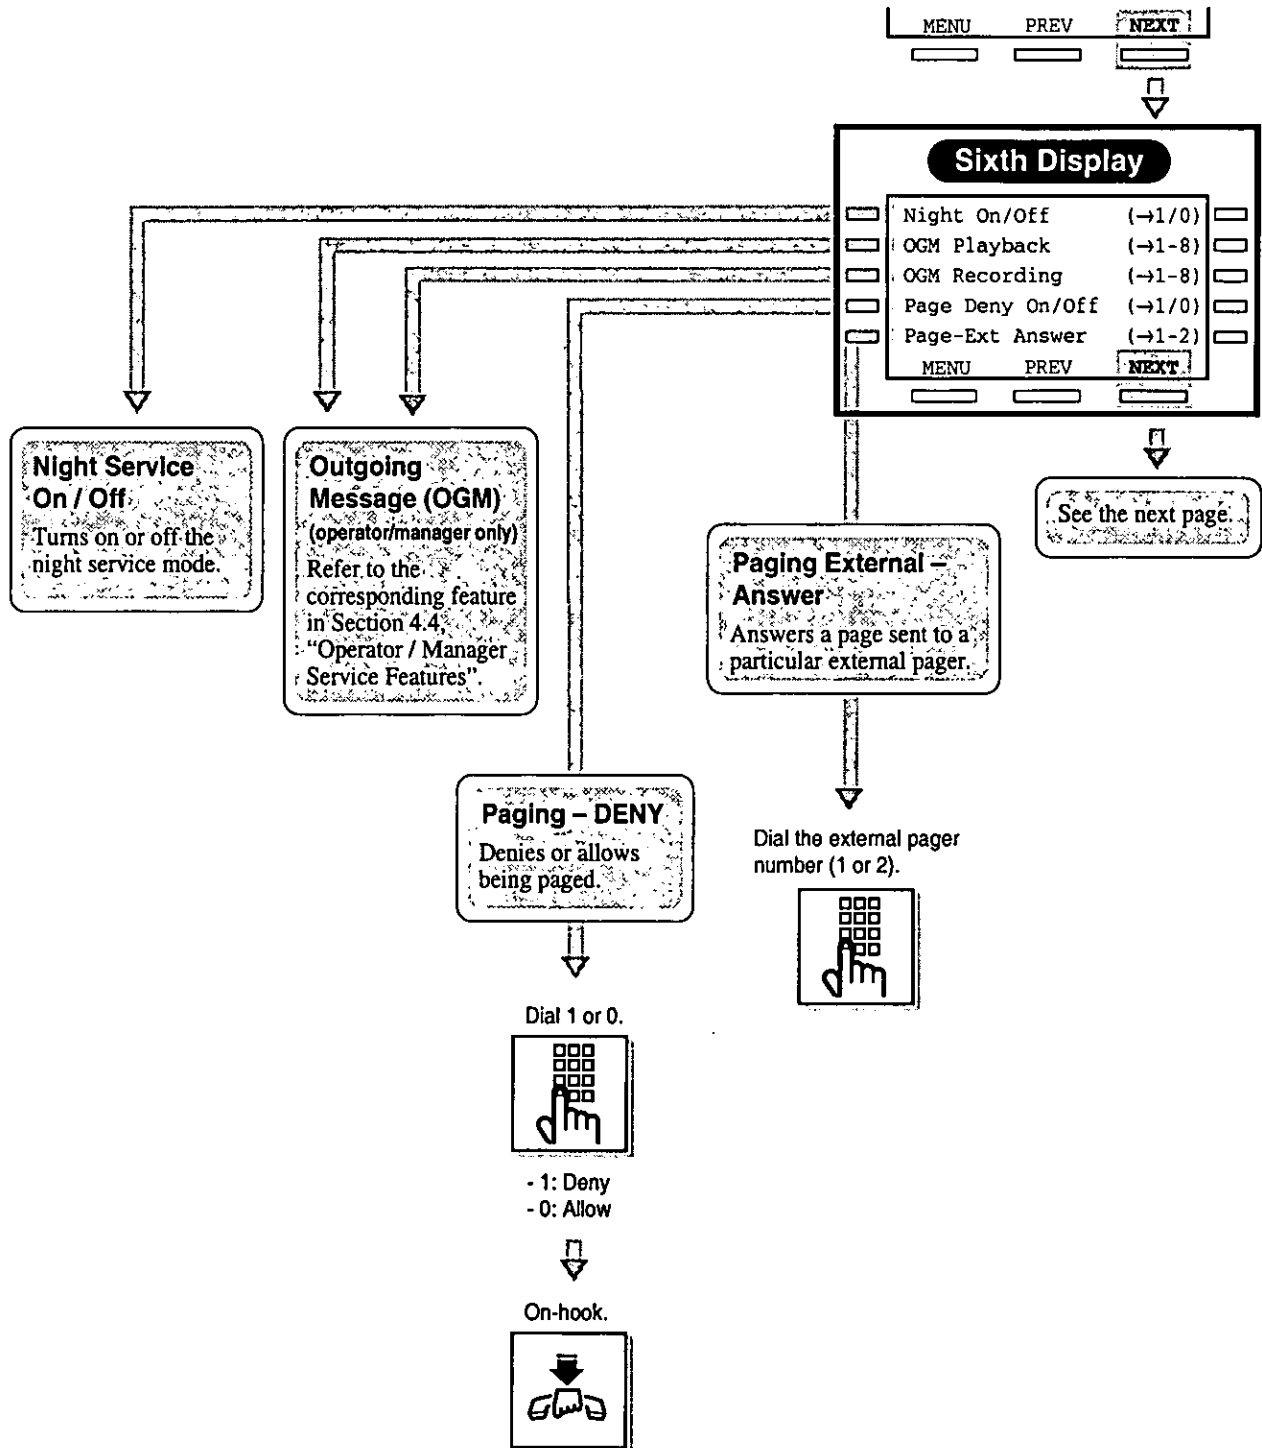 MENU PREV NEXT
Sixth Display
Night On/Off (→1/0)
OGM Playback (→1-8)
OGM Recording (→1-8)
Page Deny On/Off (→1/0)
Page-Ext Answer (→1-2)
MENU PREV NEXT
Night Service
On / Off
Turns on or off the
night service mode.
Outgoing
Message (OGM)
(operator/manager only)
Refer to the
corresponding feature
in Section 4.4,
“Operator / Manager
Service Features”.
Paging External –
Answer
Answers a page sent to a
particular external pager.
See the next page.
Paging – DENY
Denies or allows
being paged.
Dial the external pager
number (1 or 2).
Dial 1 or 0.
- 1: Deny
- 0: Allow
On-hook.